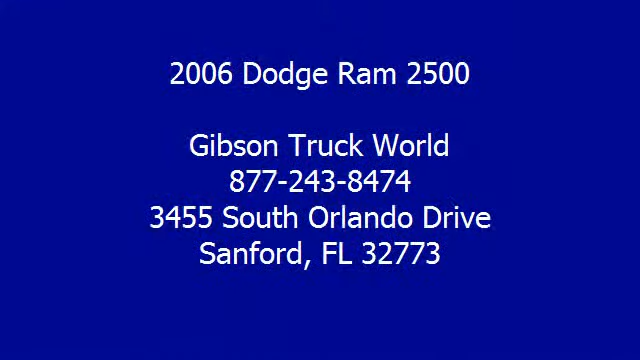 2006 Dodge Ram 2500
Gibson Truck World
877-243-8474
3455 South Orlando Drive
Sanford, FL 32773